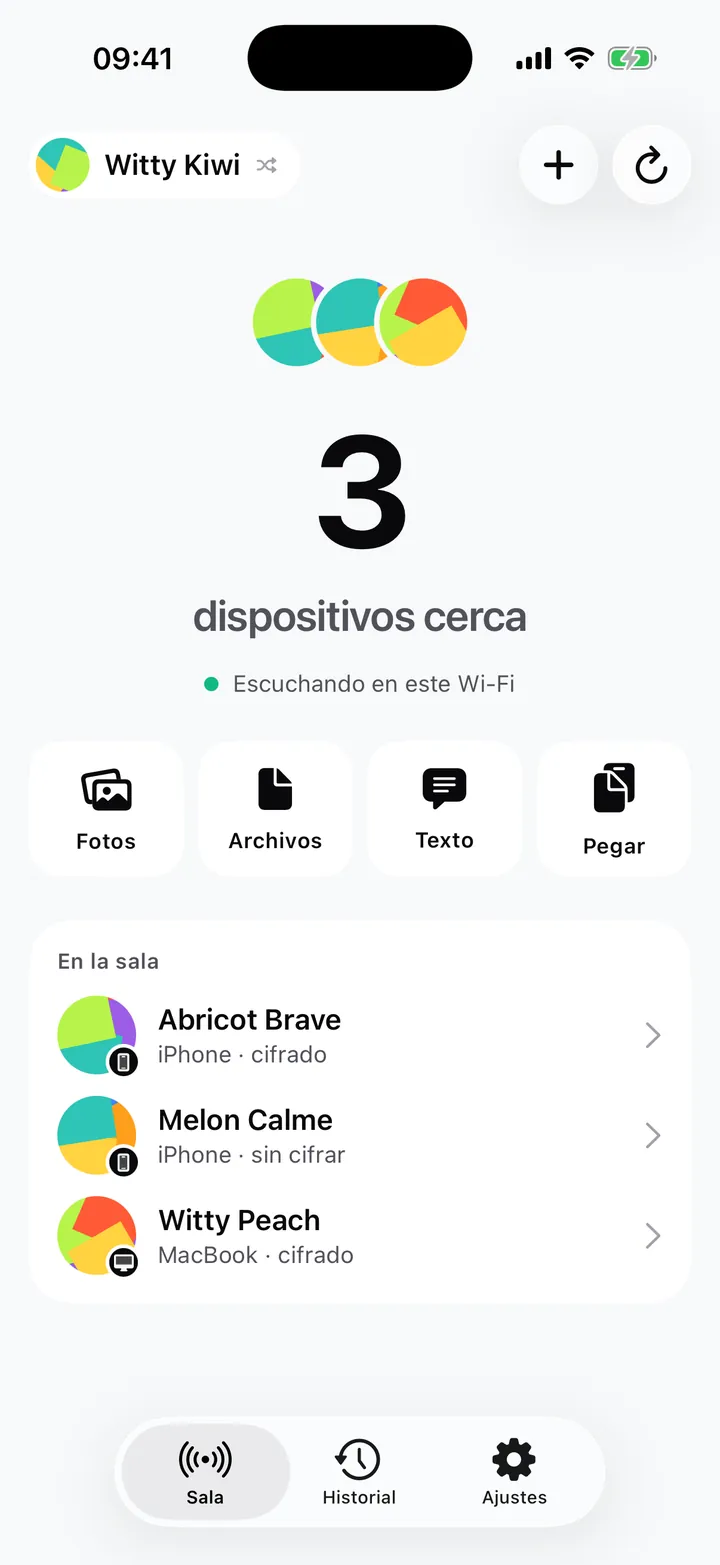 09:41
Witty Kiwi
3
dispositivos cerca
Escuchando en este Wi-Fi
Fotos
Archivos
Texto
Pegar
En la sala
Abricot Brave
iPhone · cifrado
Melon Calme
iPhone · sin cifrar
Witty Peach
MacBook · cifrado
Sala
Historial
Ajustes